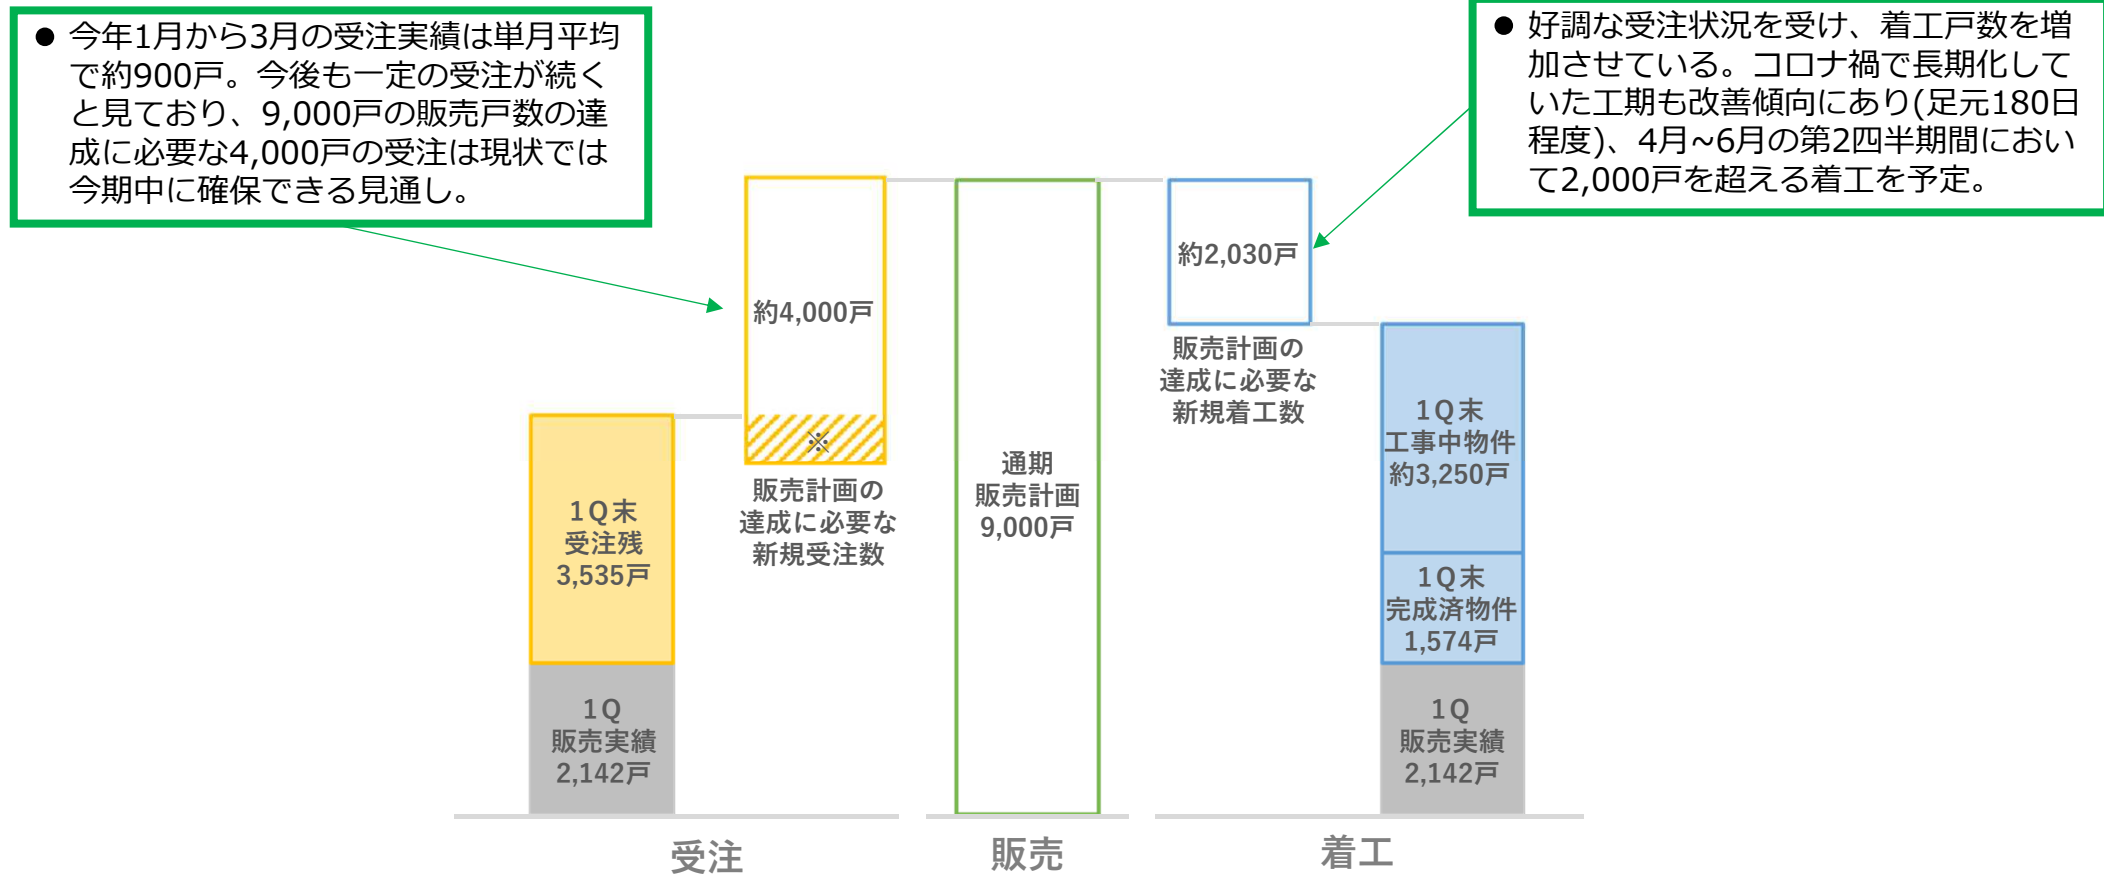 ● 今年1月から3月の受注実績は単月平均
で約900戸。今後も一定の受注が続く
と見ており、9,000戸の販売戸数の達
成に必要な4,000戸の受注は現状では
今期中に確保できる見通し。
● 好調な受注状況を受け、着工戸数を増
加させている。コロナ禍で長期化して
いた工期も改善傾向にあり(足元180日
程度)、4月~6月の第2四半期間におい
て2,000戸を超える着工を予定。
1Q末
受注残
3,535戸
1Q
販売実績
2,142戸
約4,000戸
※
販売計画の
達成に必要な
新規受注数
通期
販売計画
9,000戸
約2,030戸
販売計画の
達成に必要な
新規着工数
1Q末
工事中物件
約3,250戸
1Q末
完成済物件
1,574戸
1Q
販売実績
2,142戸
受注
販売
着工